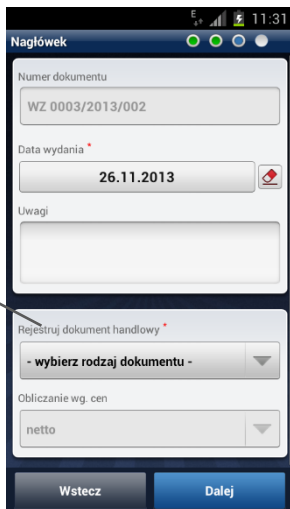 E
11:31
Nagłówek
Numer dokumentu
WZ 0003/2013/002
Data wydania *
26.11.2013
Uwagi
Rejestruj dokument handlowy *
- wybierz rodzaj dokumentu -
Obliczanie wg. cen
netto
Wstecz
Dalej